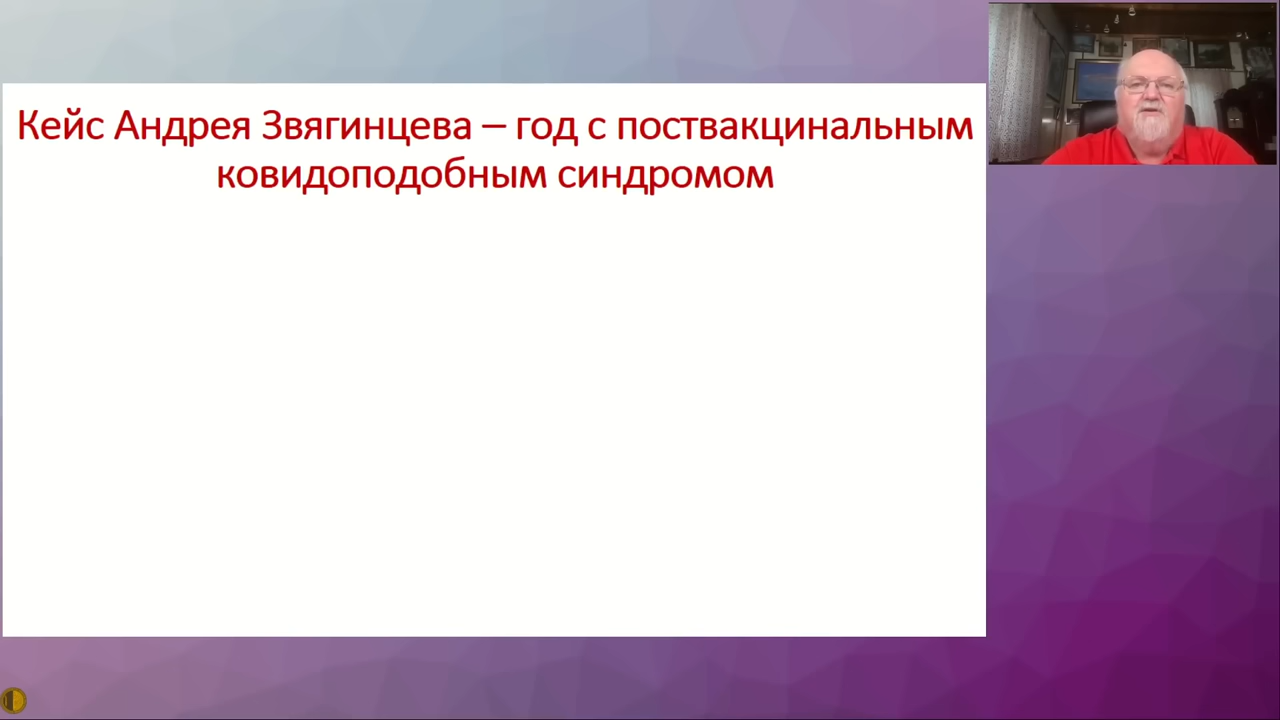 Кейс Андрея Звягинцева – год с поствакцинальным
ковидоподобным синдромом